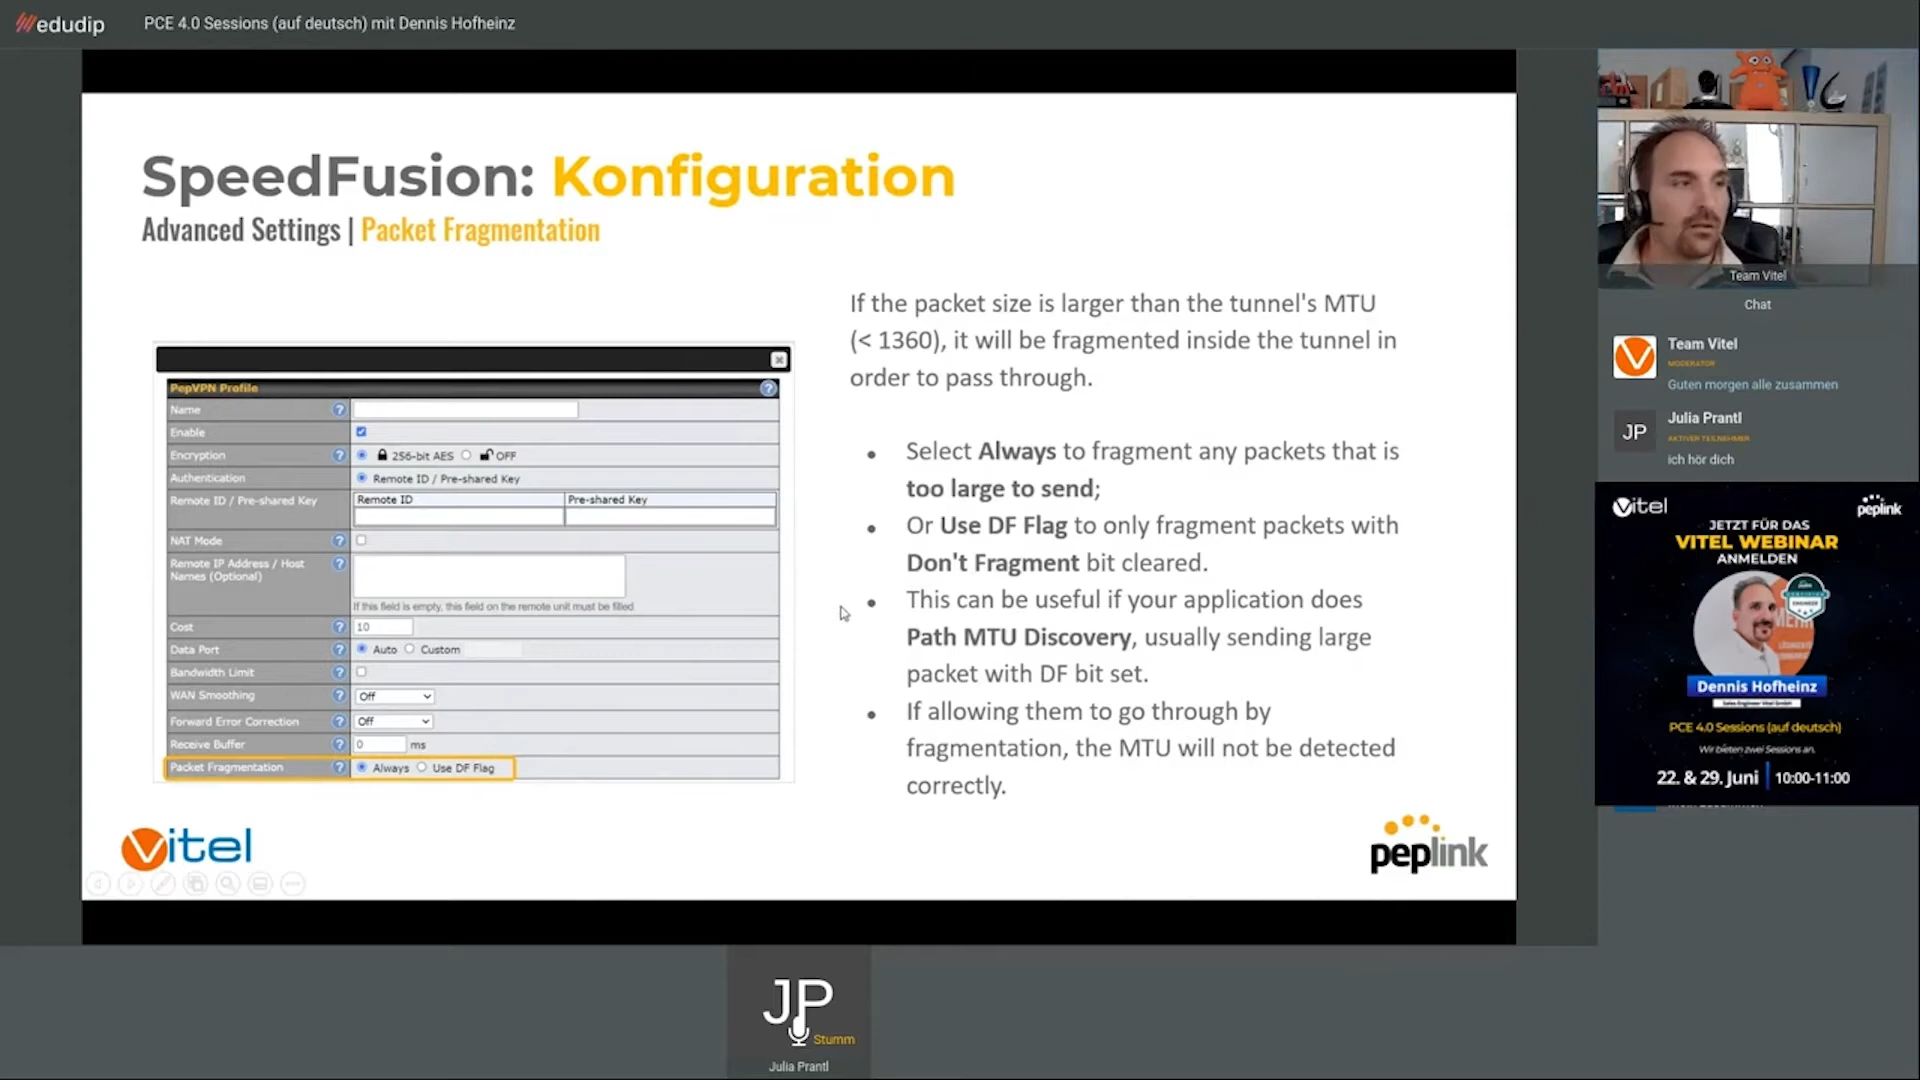 edudip
PCE 4.0 Sessions (auf deutsch) mit Dennis Hofheinz
SpeedFusion: Konfiguration
Advanced Settings | Packet Fragmentation
If the packet size is larger than the tunnel's MTU
(< 1360), it will be fragmented inside the tunnel in
order to pass through.
Select Always to fragment any packets that is
too large to send;
Or Use DF Flag to only fragment packets with
Don't Fragment bit cleared.
This can be useful if your application does
Path MTU Discovery, usually sending large
packet with DF bit set.
If allowing them to go through by
fragmentation, the MTU will not be detected
correctly.
PepVPN Profile
Name
Enable
Encryption 256-bit AES OFF
Authentication Remote ID / Pre-shared Key
Remote ID / Pre-shared Key Remote ID Pre-shared Key
NAT Mode
Remote IP Address / Host
Names (Optional)
If this field is empty, this field on the remote unit must be filled
Cost 10
Data Port Auto Custom
Bandwidth Limit
WAN Smoothing Off
Forward Error Correction Off
Receive Buffer 0 ms
Packet Fragmentation Always Use DF Flag
vitel
peplink
Team Vitel
Chat
Team Vitel
MODERATOR
Guten morgen alle zusammen
JP
Julia Prantl
AKTIVER TEILNEHMER
ich hör dich
vitel
peplink
JETZT FÜR DAS
VITEL WEBINAR
ANMELDEN
ENGINEER
Dennis Hofheinz
Sales Engineer Vitel GmbH
PCE 4.0 Sessions (auf deutsch)
Wir bieten zwei Sessions an.
22. & 29. Juni 10:00-11:00
JP
Stumm
Julia Prantl